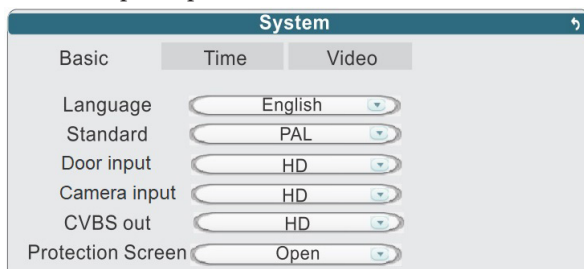 System
Basic Time Video
Language English
Standard PAL
Door input HD
Camera input HD
CVBS out HD
Protection Screen Open